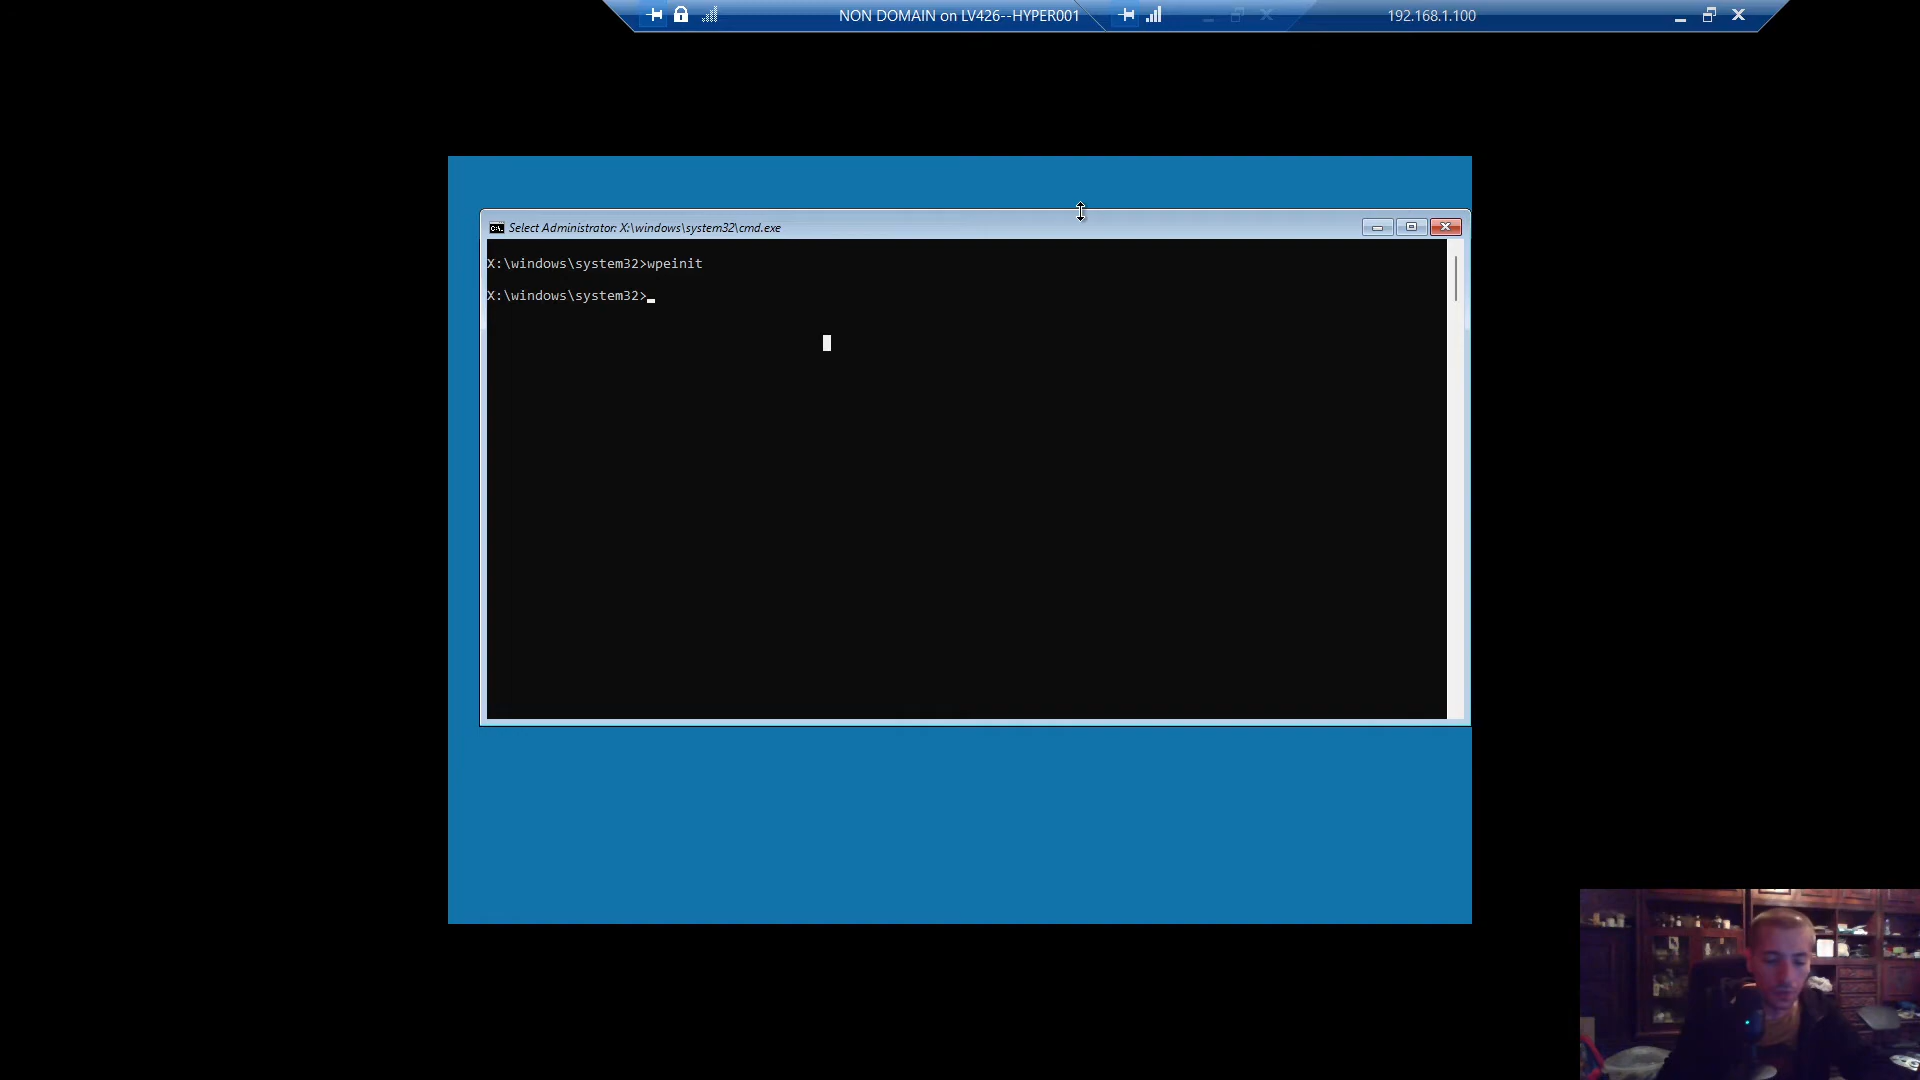 NON DOMAIN on LV426--HYPER001
192.168.1.100
Select Administrator: X:\windows\system32\cmd.exe
X:\windows\system32>wpeinit
X:\windows\system32>